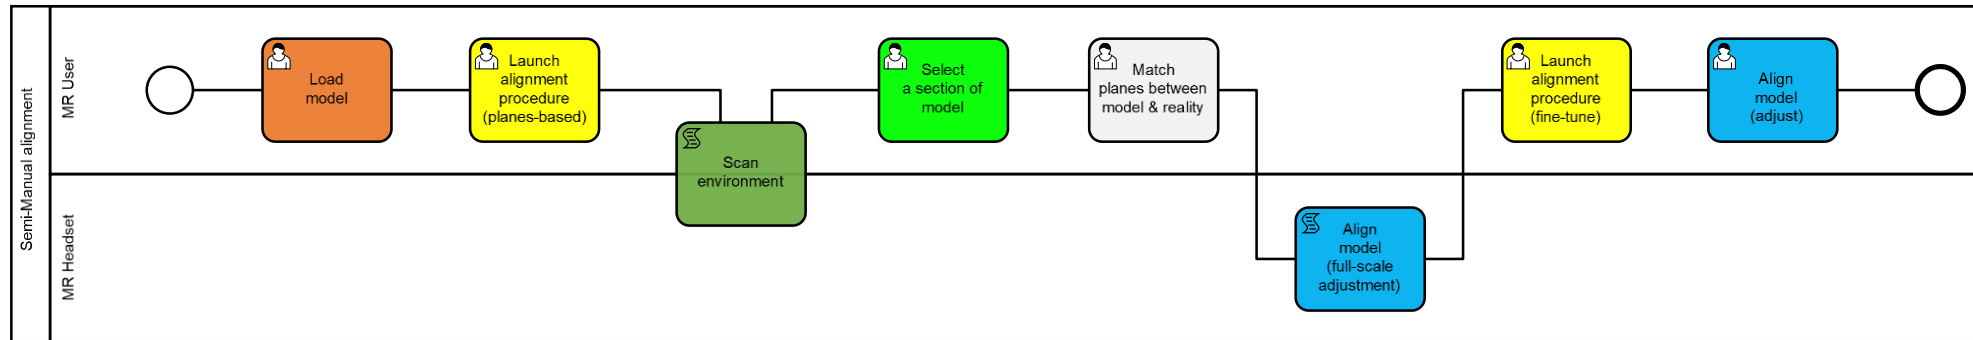 Semi-Manual alignment
MR User
MR Headset
Load
model
Launch
alignment
procedure
(planes-based)
Scan
environment
Select
a section of
model
Match
planes between
model & reality
Align
model
(full-scale
adjustment)
Launch
alignment
procedure
(fine-tune)
Align
model
(adjust)